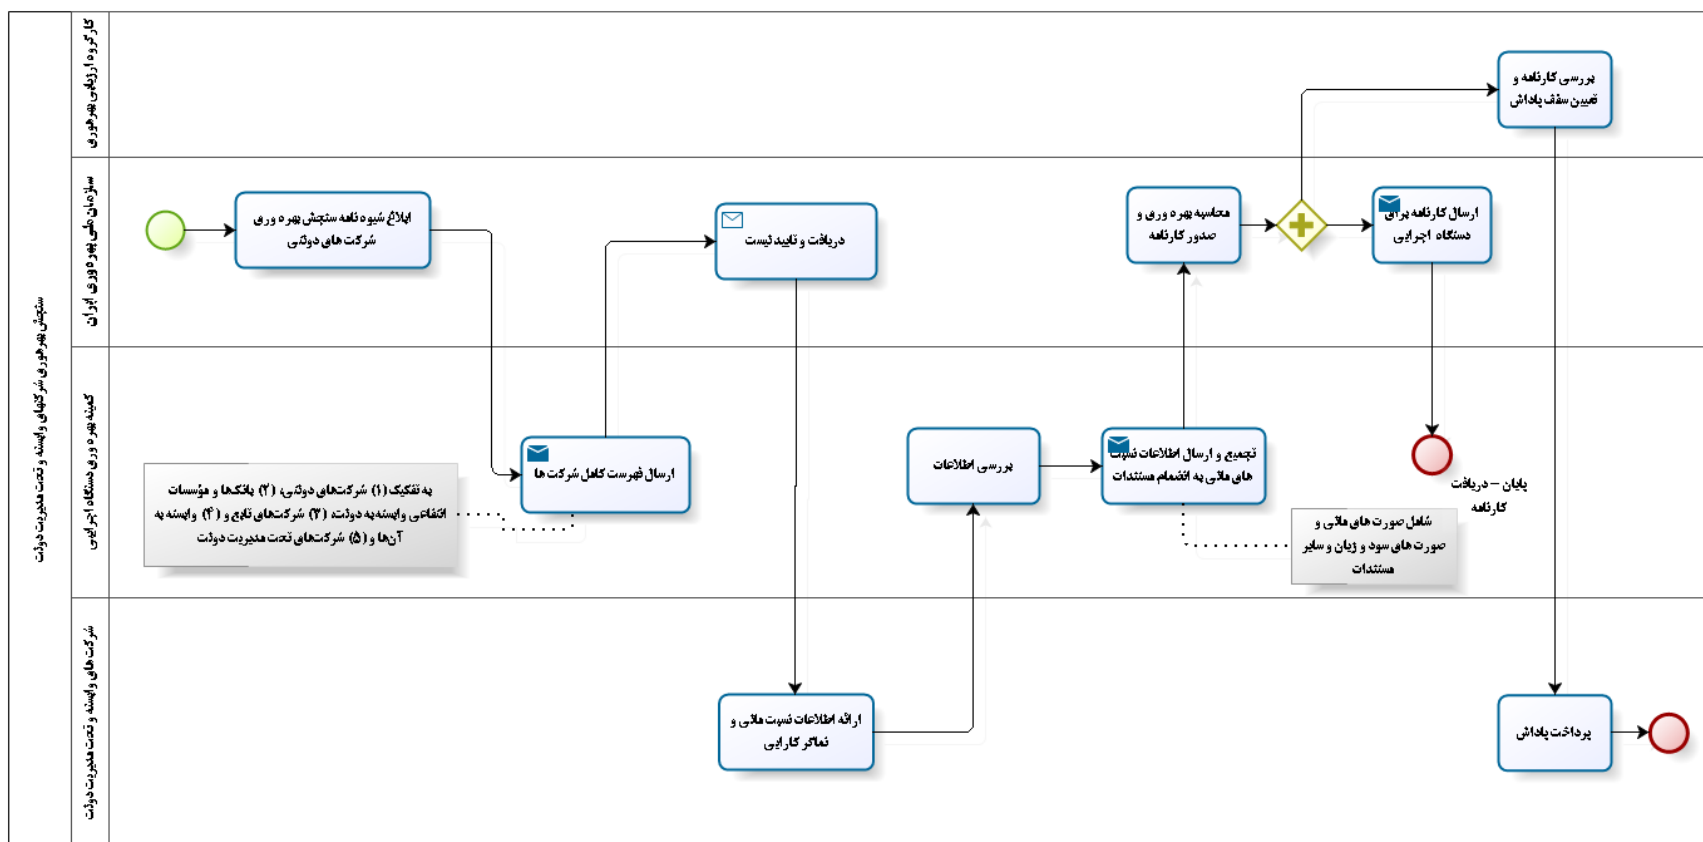 سنجش بهره‌وری شرکتهای وابسته و تحت مدیریت دولت
کارگروه ارزیابی بهره‌وری
بررسی کارنامه و
تعیین سقف پاداش
سازمان ملی بهره وری ایران
ابلاغ شیوه نامه سنجش بهره وری
شرکت های دولتی
دریافت و تایید لیست
محاسبه بهره وری و
صدور کارنامه
ارسال کارنامه برای
دستگاه اجرایی
کمیته بهره وری دستگاه اجرایی
ارسال فهرست کامل شرکت ها
به تفکیک (۱) شرکت‌های دولتی، (۲) بانک‌ها و مؤسسات
انتفاعی وابسته به دولت، (۳) شرکت‌های تابع و (۴) وابسته به
آن‌ها و (۵) شرکت‌های تحت مدیریت دولت
بررسی اطلاعات
تجمیع و ارسال اطلاعات نسبت
های مالی به انضمام مستندات
شامل صورت های مالی و
صورت های سود و زیان و سایر
مستندات
پایان – دریافت
کارنامه
شرکت‌های وابسته و تحت مدیریت دولت
ارائه اطلاعات نسبت مالی و
نماگر کارایی
پرداخت پاداش